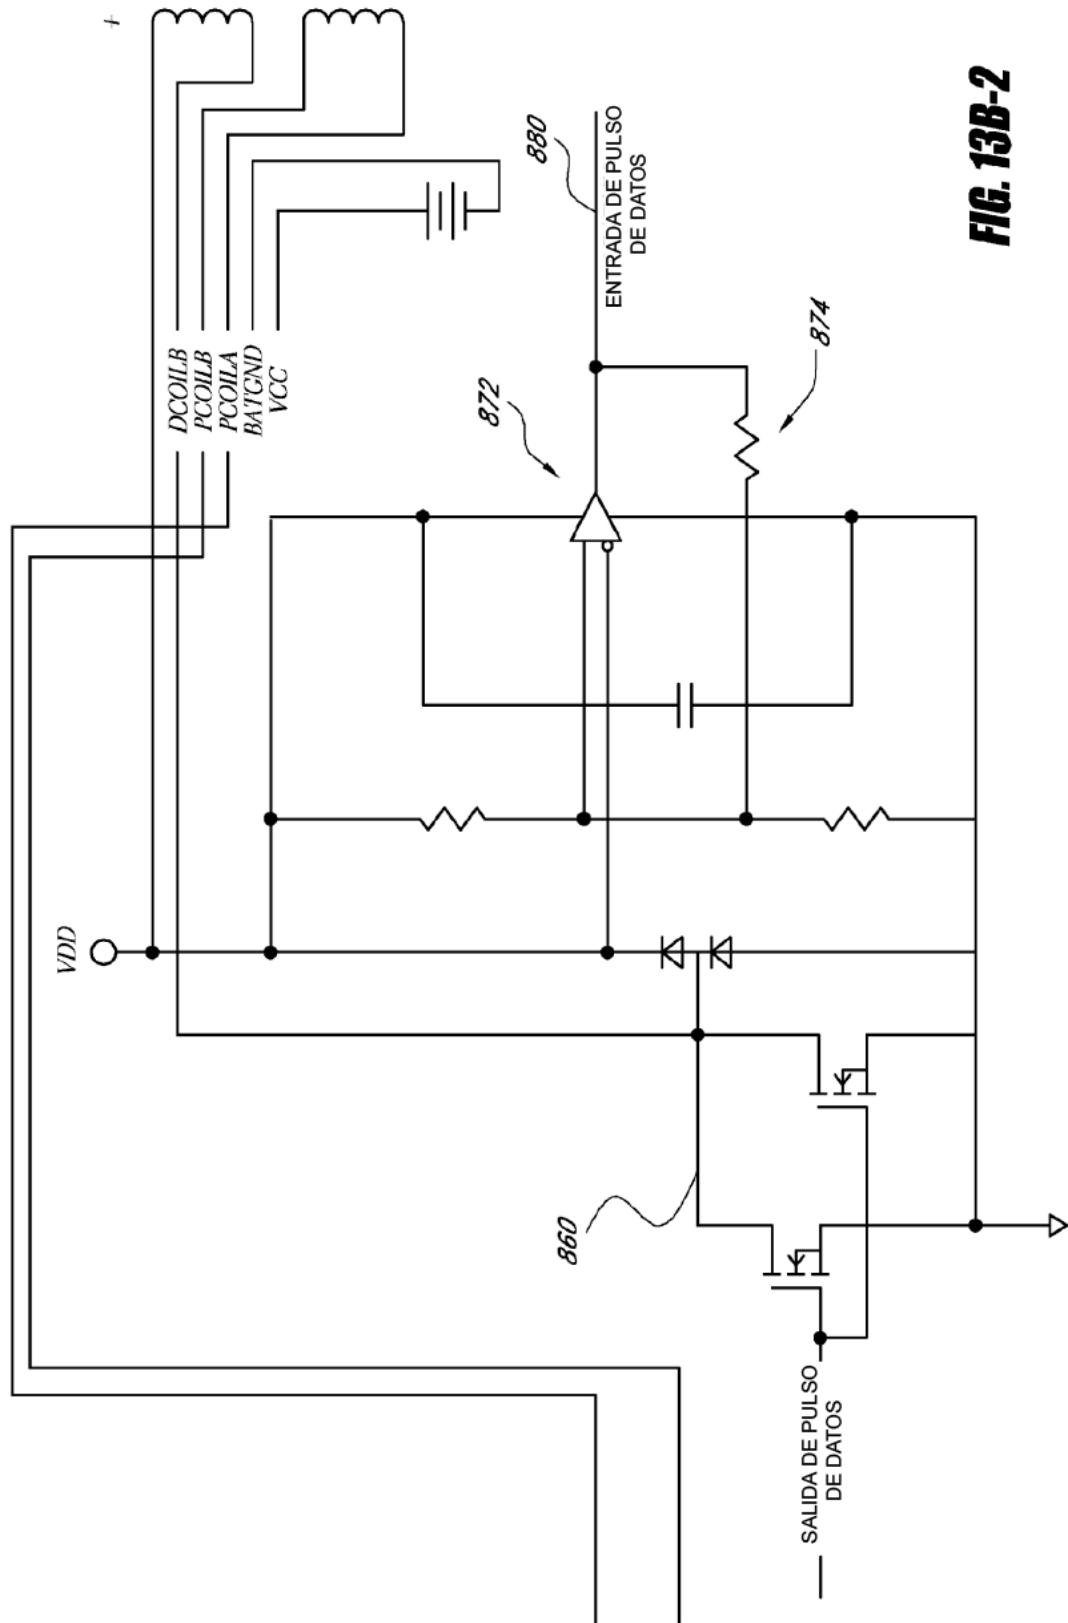 +
DCOILB
PCOILB
PCOILA
BATGND
VCC
VDD
880
ENTRADA DE PULSO
DE DATOS
872
874
860
SALIDA DE PULSO
DE DATOS
FIG. 13B-2